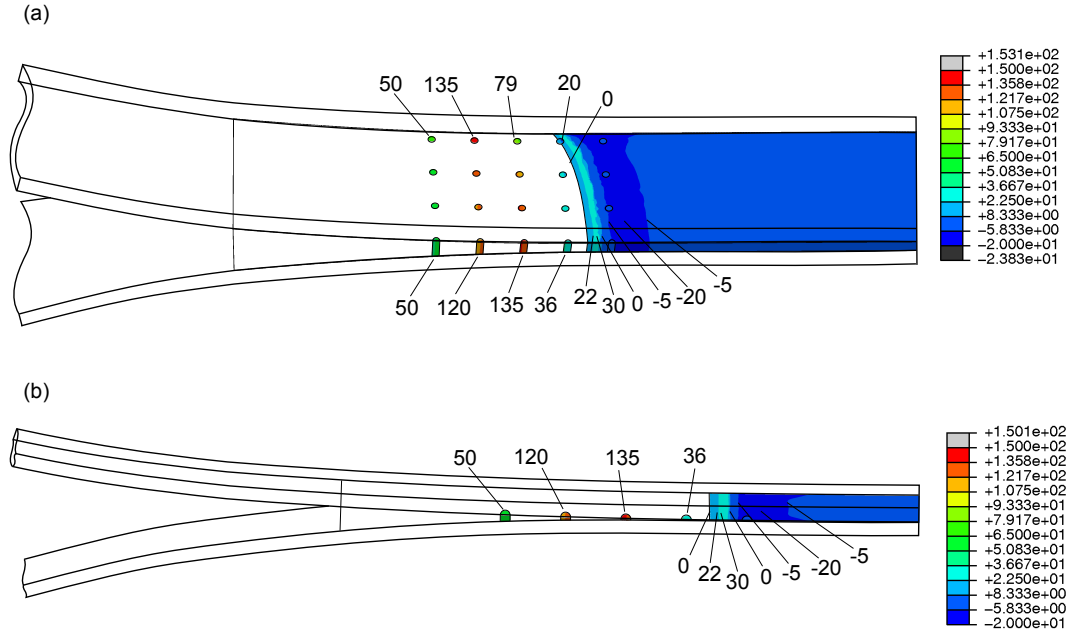 (a)
50 135 79 20 0
+1.531e+02
+1.500e+02
+1.358e+02
+1.217e+02
+1.075e+02
+9.333e+01
+7.917e+01
+6.500e+01
+5.083e+01
+3.667e+01
+2.250e+01
+8.333e+00
−5.833e+00
−2.000e+01
−2.383e+01
50 120 135 36 22 30 0 -5 -20 -5
(b)
50 120 135 36
+1.501e+02
+1.500e+02
+1.358e+02
+1.217e+02
+1.075e+02
+9.333e+01
+7.917e+01
+6.500e+01
+5.083e+01
+3.667e+01
+2.250e+01
+8.333e+00
−5.833e+00
−2.000e+01
0 22 30 0 -5 -20 -5